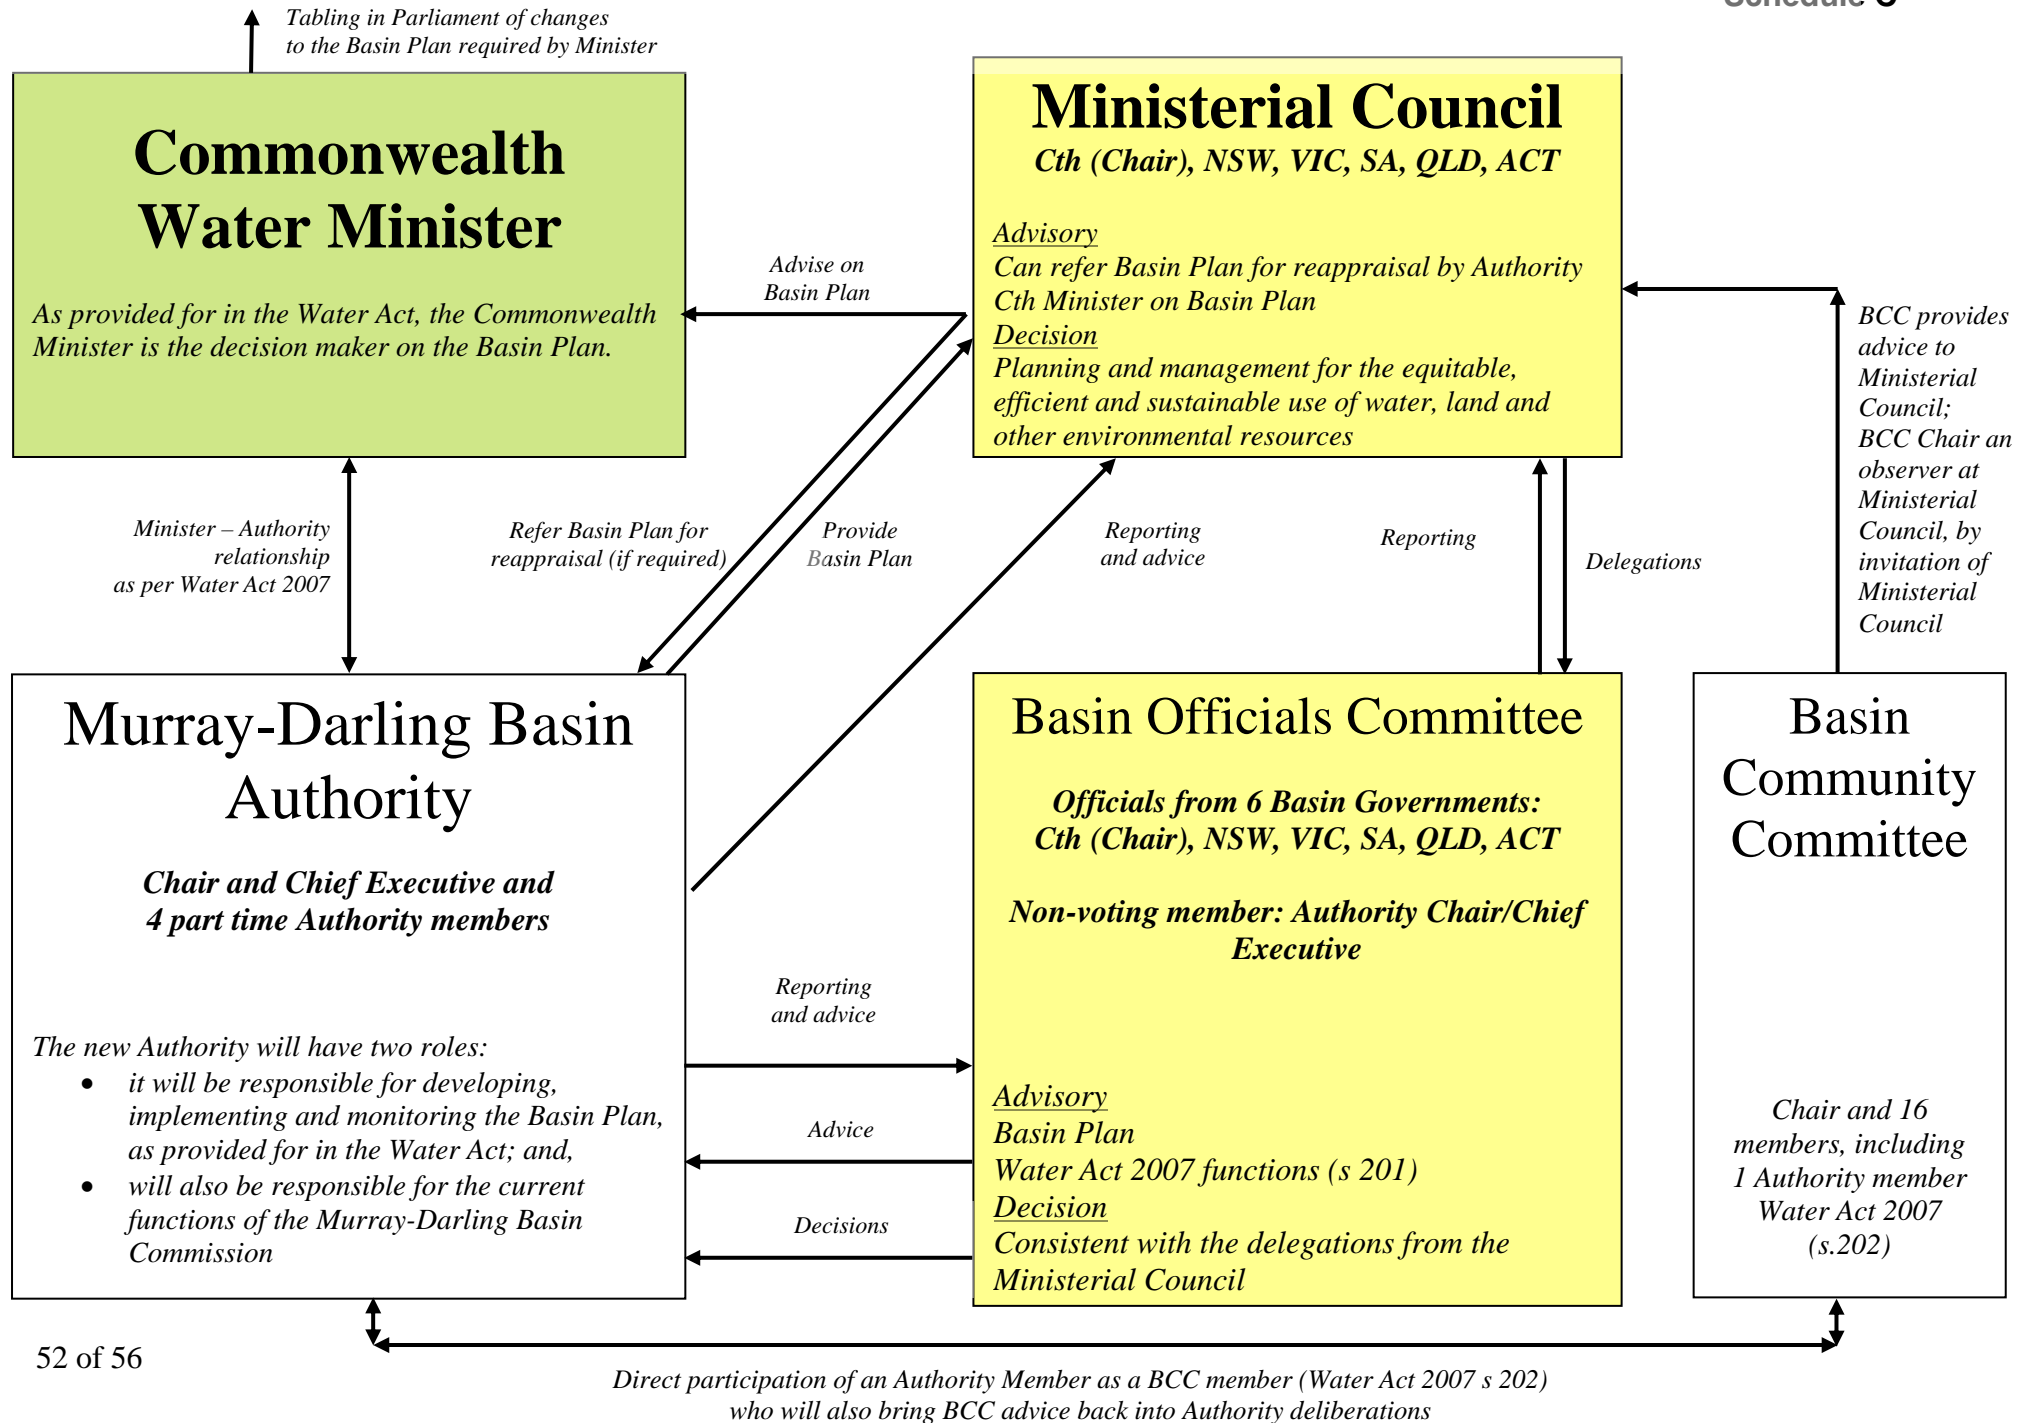 Schedule
Tabling in Parliament of changes
to the Basin Plan required by Minister
Commonwealth
Water Minister
As provided for in the Water Act, the Commonwealth
Minister is the decision maker on the Basin Plan.
Advise on
Basin Plan
Ministerial Council
Cth (Chair), NSW, VIC, SA, QLD, ACT
Advisory
Can refer Basin Plan for reappraisal by Authority
Cth Minister on Basin Plan
Decision
Planning and management for the equitable,
efficient and sustainable use of water, land and
other environmental resources
BCC provides
advice to
Ministerial
Council;
BCC Chair an
observer at
Ministerial
Council, by
invitation of
Ministerial
Council
Minister – Authority
relationship
as per Water Act 2007
Refer Basin Plan for
reappraisal (if required)
Provide
Basin Plan
Reporting
and advice
Reporting
Delegations
Murray-Darling Basin
Authority
Chair and Chief Executive and
4 part time Authority members
The new Authority will have two roles:
• it will be responsible for developing,
implementing and monitoring the Basin Plan,
as provided for in the Water Act; and,
• will also be responsible for the current
functions of the Murray-Darling Basin
Commission
Reporting
and advice
Advice
Decisions
Basin Officials Committee
Officials from 6 Basin Governments:
Cth (Chair), NSW, VIC, SA, QLD, ACT
Non-voting member: Authority Chair/Chief
Executive
Advisory
Basin Plan
Water Act 2007 functions (s 201)
Decision
Consistent with the delegations from the
Ministerial Council
Basin
Community
Committee
Chair and 16
members, including
1 Authority member
Water Act 2007
(s.202)
52 of 56
Direct participation of an Authority Member as a BCC member (Water Act 2007 s 202)
who will also bring BCC advice back into Authority deliberations